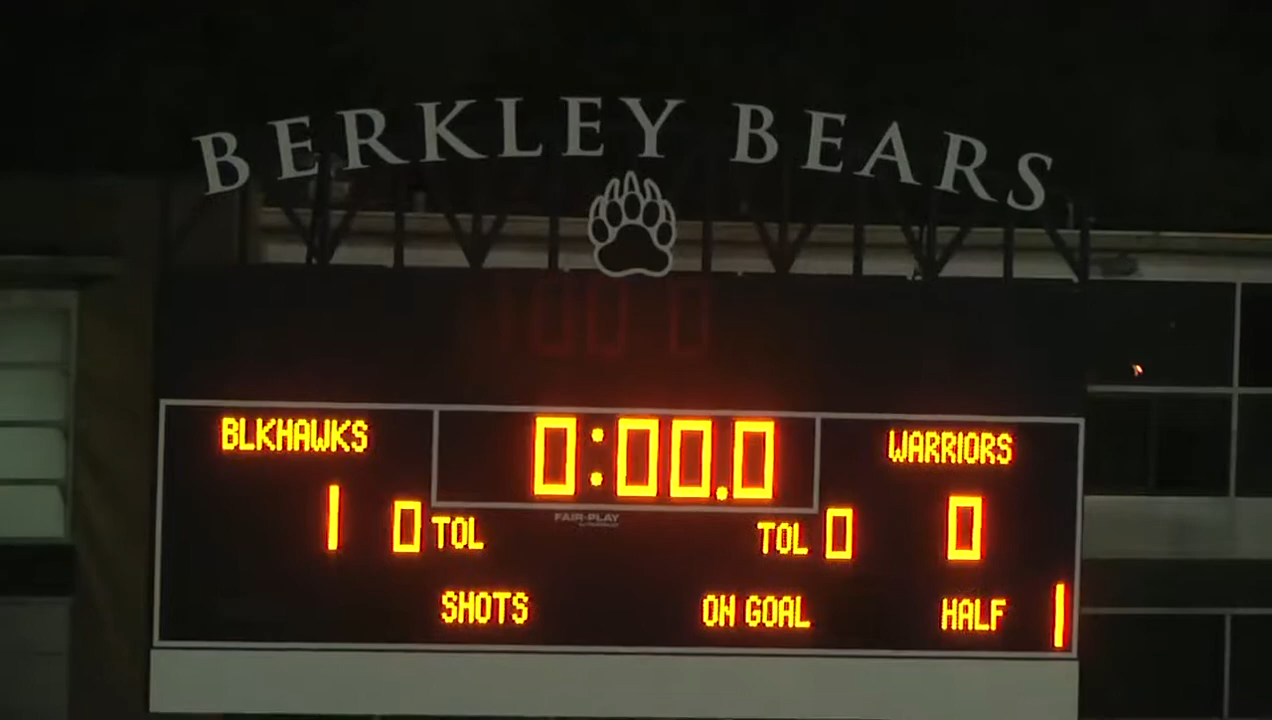 BERKLEY BEARS
BLKHAWKS
0:00.0
WARRIORS
1
0 TOL
FAIR-PLAY
TOL 0
0
SHOTS
ON GOAL
HALF
1